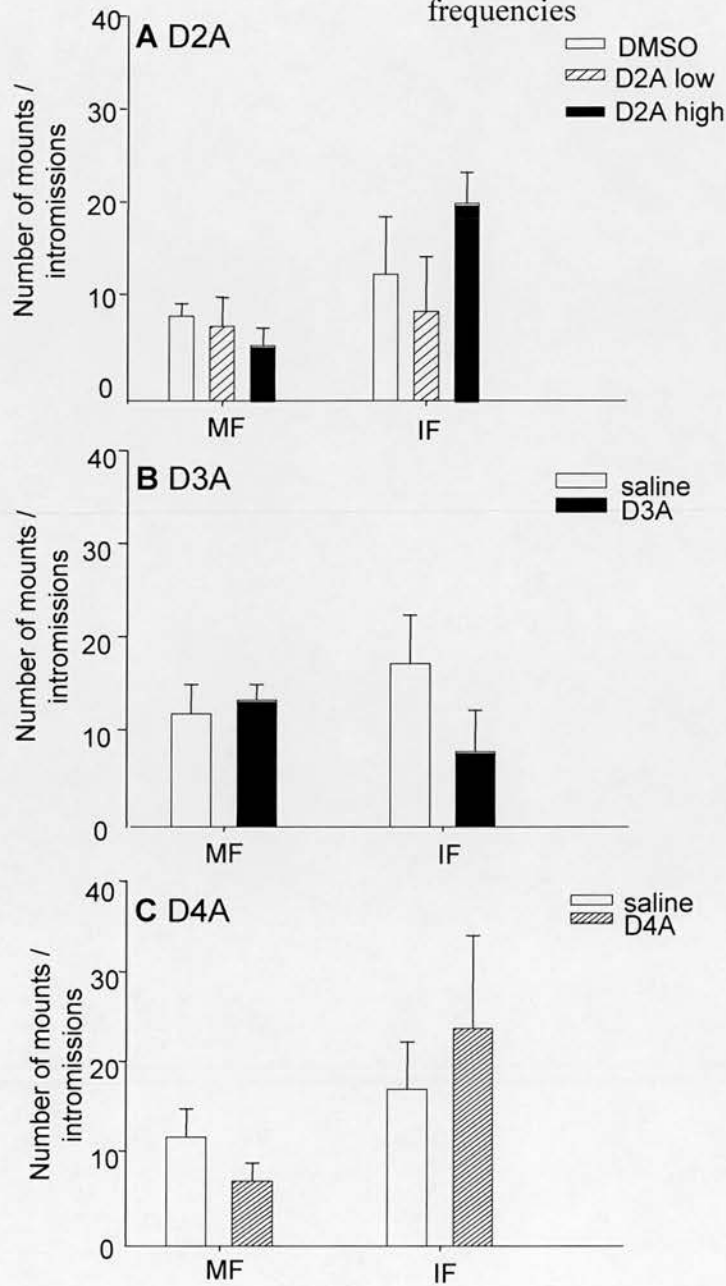 frequencies
A D2A
DMSO
D2A low
D2A high
Number of mounts /
intromissions
40
30
20
10
0
MF IF
B D3A
saline
D3A
Number of mounts /
intromissions
40
30
20
10
0
MF IF
C D4A
saline
D4A
Number of mounts /
intromissions
40
30
20
10
0
MF IF